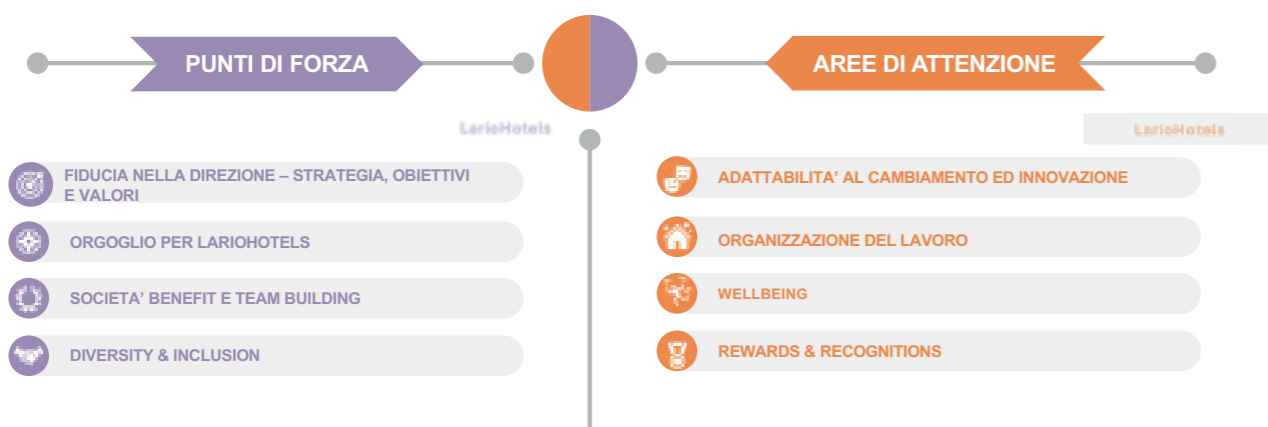 PUNTI DI FORZA
AREE DI ATTENZIONE
LarioHotels
LarioHotels
FIDUCIA NELLA DIREZIONE – STRATEGIA, OBIETTIVI
E VALORI
ORGOGLIO PER LARIOHOTELS
SOCIETA’ BENEFIT E TEAM BUILDING
DIVERSITY & INCLUSION
ADATTABILITA’ AL CAMBIAMENTO ED INNOVAZIONE
ORGANIZZAZIONE DEL LAVORO
WELLBEING
REWARDS & RECOGNITIONS